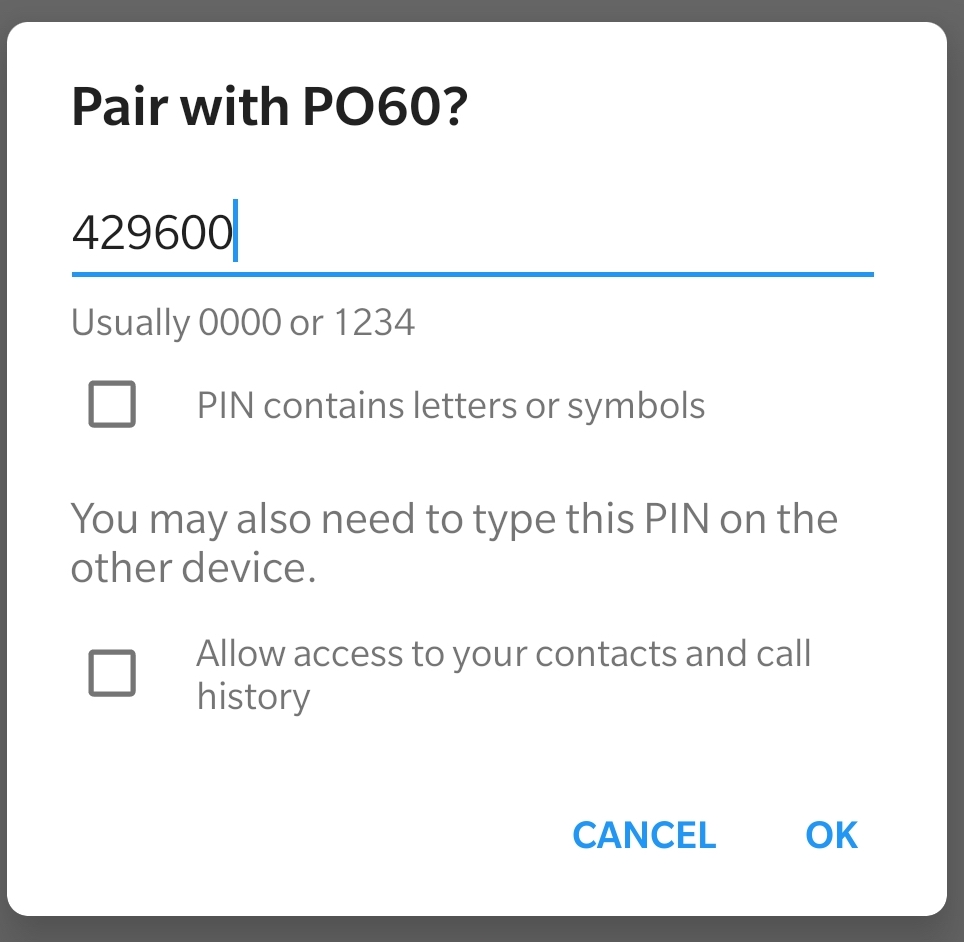 Pair with PO60?
429600
Usually 0000 or 1234
PIN contains letters or symbols
You may also need to type this PIN on the
other device.
Allow access to your contacts and call
history
CANCEL OK